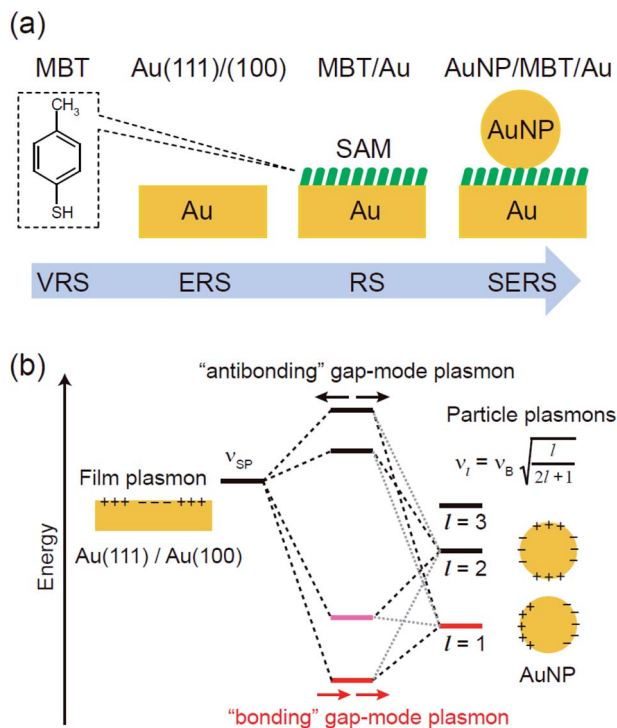 (a)
MBT Au(111)/(100) MBT/Au AuNP/MBT/Au
CH3
SH
SAM
AuNP
Au Au Au
VRS ERS RS SERS
(b)
"antibonding" gap-mode plasmon
Particle plasmons
νSP
νl = νB √(l/(2l+1))
Film plasmon
+++ – – – +++
Au(111) / Au(100)
Energy
l = 3
l = 2
l = 1
AuNP
"bonding" gap-mode plasmon